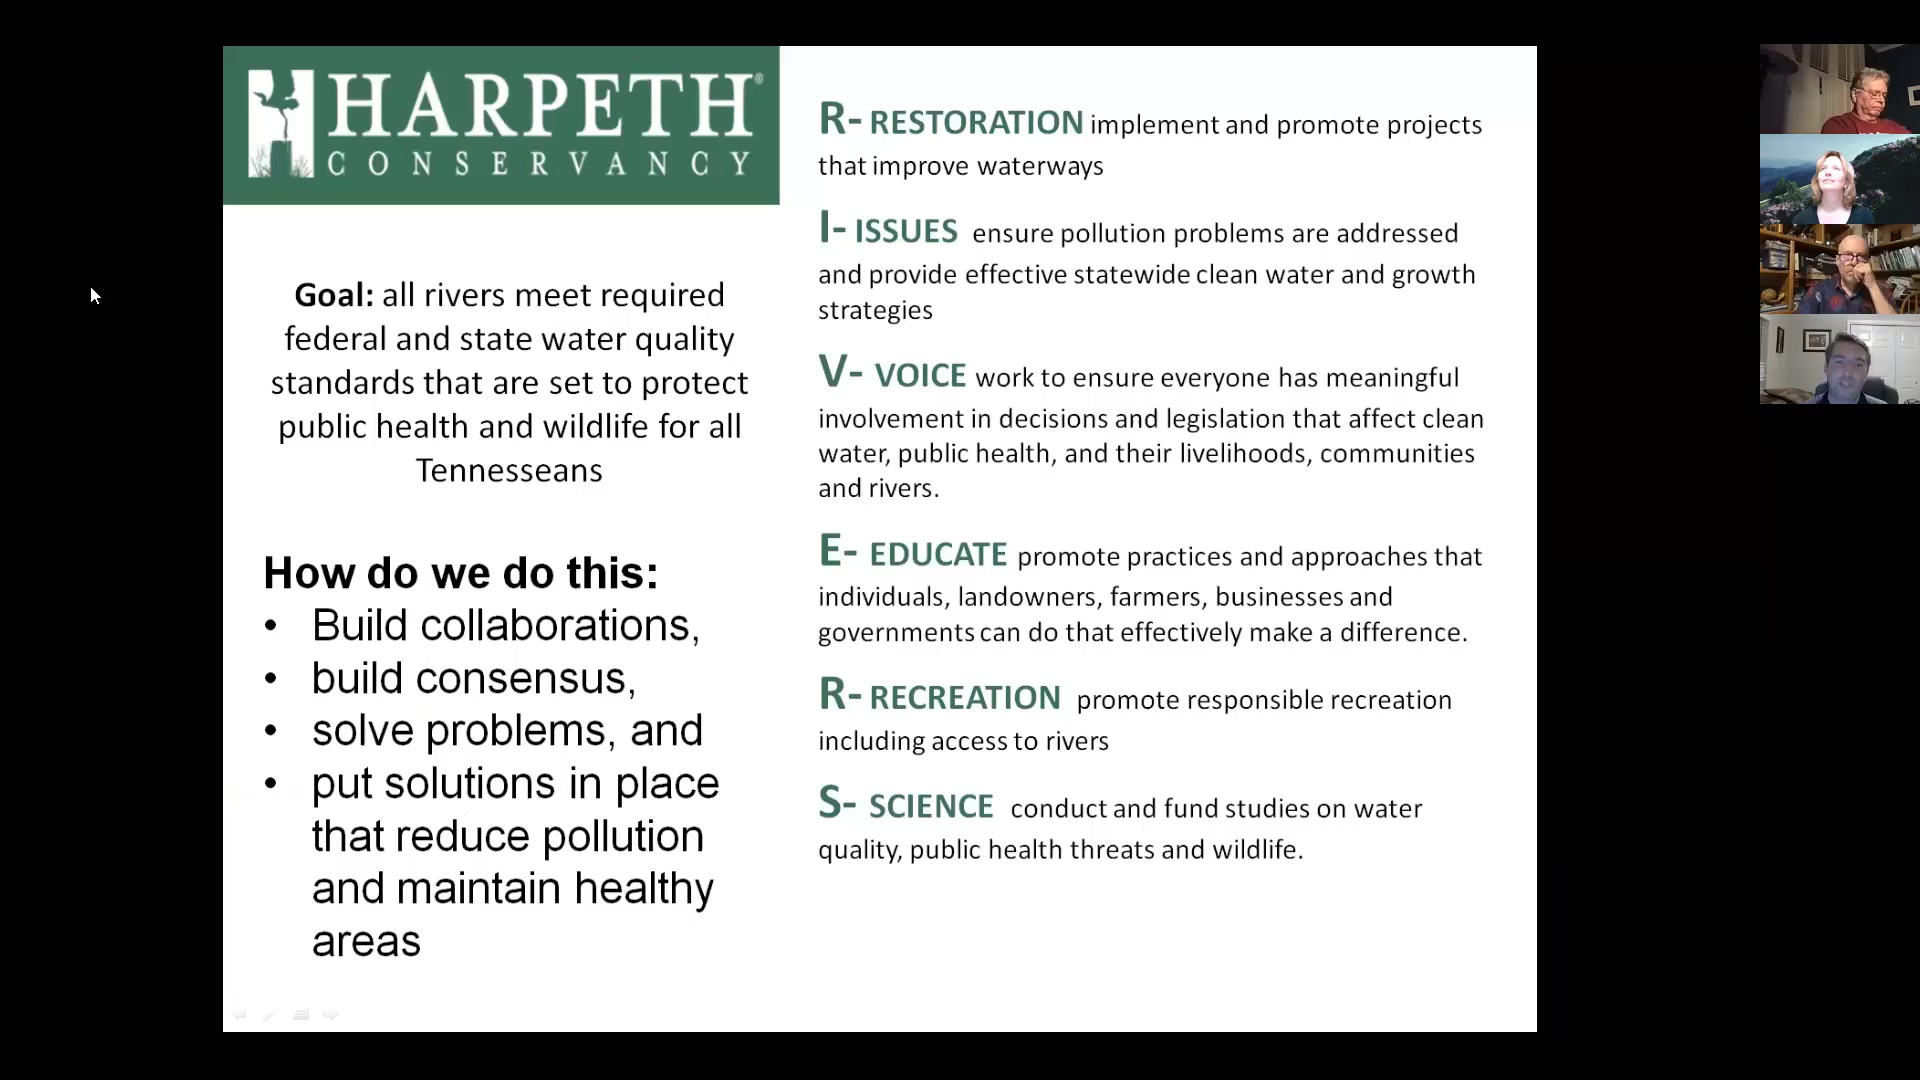 HARPETH®
CONSERVANCY
Goal: all rivers meet required
federal and state water quality
standards that are set to protect
public health and wildlife for all
Tennesseans
How do we do this:
• Build collaborations,
• build consensus,
• solve problems, and
• put solutions in place
that reduce pollution
and maintain healthy
areas
R- RESTORATION implement and promote projects
that improve waterways
I- ISSUES ensure pollution problems are addressed
and provide effective statewide clean water and growth
strategies
V- VOICE work to ensure everyone has meaningful
involvement in decisions and legislation that affect clean
water, public health, and their livelihoods, communities
and rivers.
E- EDUCATE promote practices and approaches that
individuals, landowners, farmers, businesses and
governments can do that effectively make a difference.
R- RECREATION promote responsible recreation
including access to rivers
S- SCIENCE conduct and fund studies on water
quality, public health threats and wildlife.